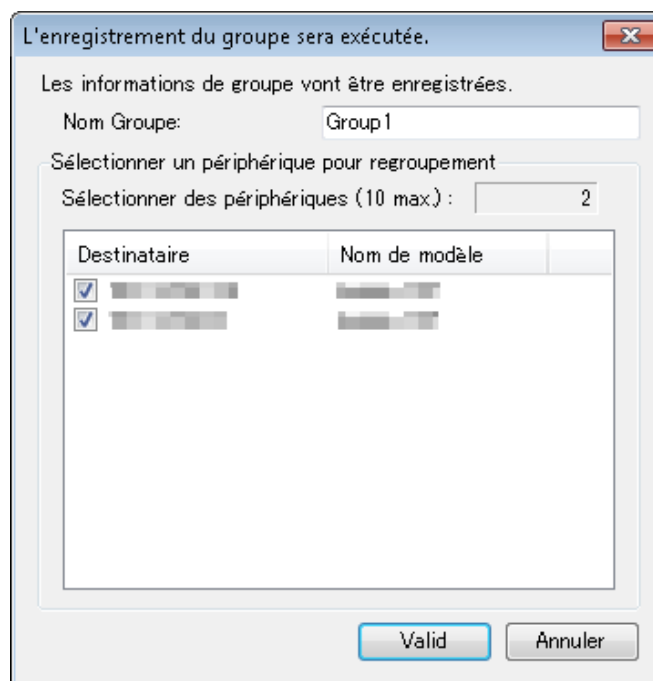 L'enregistrement du groupe sera exécutée.
Les informations de groupe vont être enregistrées.
Nom Groupe: Group1
Sélectionner un périphérique pour regroupement
Sélectionner des périphériques (10 max.) : 2
Destinataire Nom de modèle
Valid Annuler